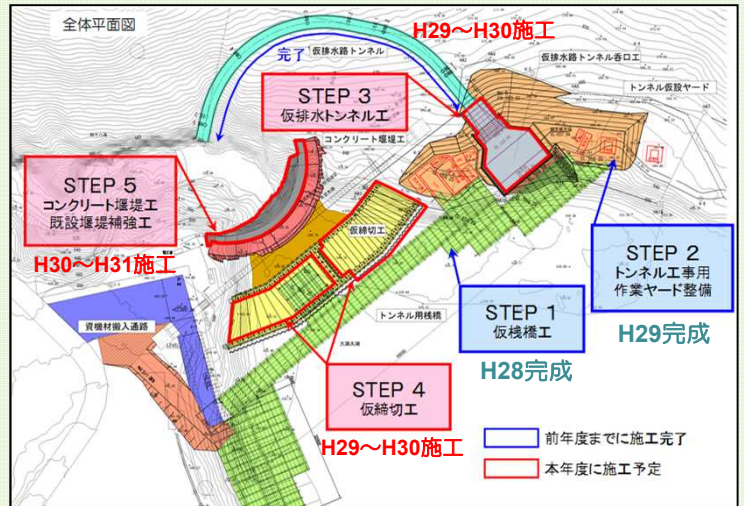 全体平面図
H29～H30施工
仮排水路トンネル
完了
仮排水路トンネル呑口工
トンネル仮設ヤード
STEP 3
仮排水トンネル工
コンクリート堰堤工
STEP 5
コンクリート堰堤工
既設堰堤補強工
H30～H31施工
仮締切工
STEP 2
トンネル工事用
作業ヤード整備
H29完成
STEP 1
仮桟橋工
H28完成
資機材搬入通路
トンネル用桟橋
STEP 4
仮締切工
H29～H30施工
前年度までに施工完了
本年度に施工予定